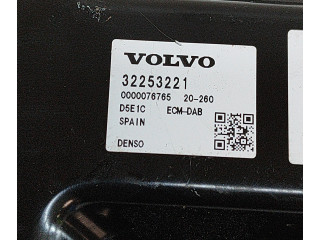 VOLVO
32253221
0000076765 20-260
D5E1C ECM-DAB
SPAIN
DENSO